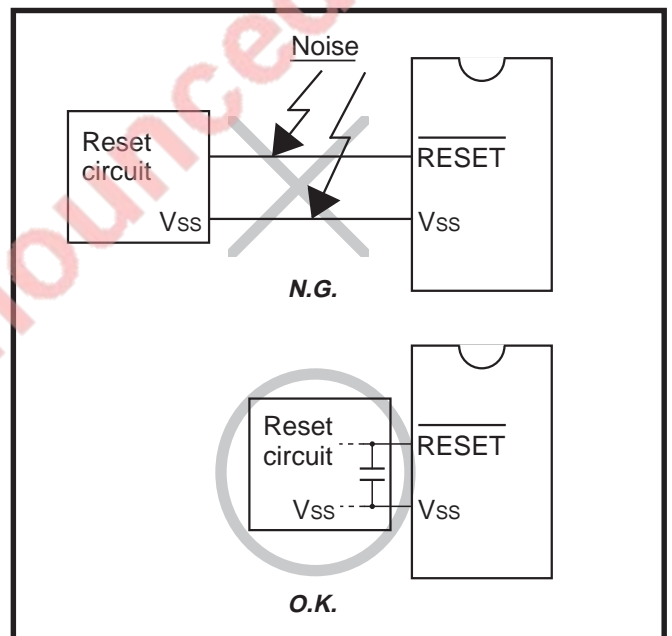 Noise
Reset
circuit
RESET
Vss
Vss
N.G.
Reset
circuit
RESET
Vss
Vss
O.K.